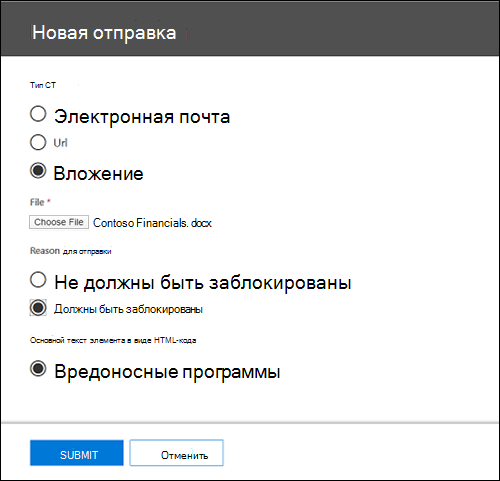 Новая отправка
Тип СТ
Электронная почта
Url
Вложение
File *
Choose File Contoso Financials. docx
Reason для отправки
Не должны быть заблокированы
Должны быть заблокированы
Основной текст элемента в виде HTML-кода
Вредоносные программы
SUBMIT Отменить